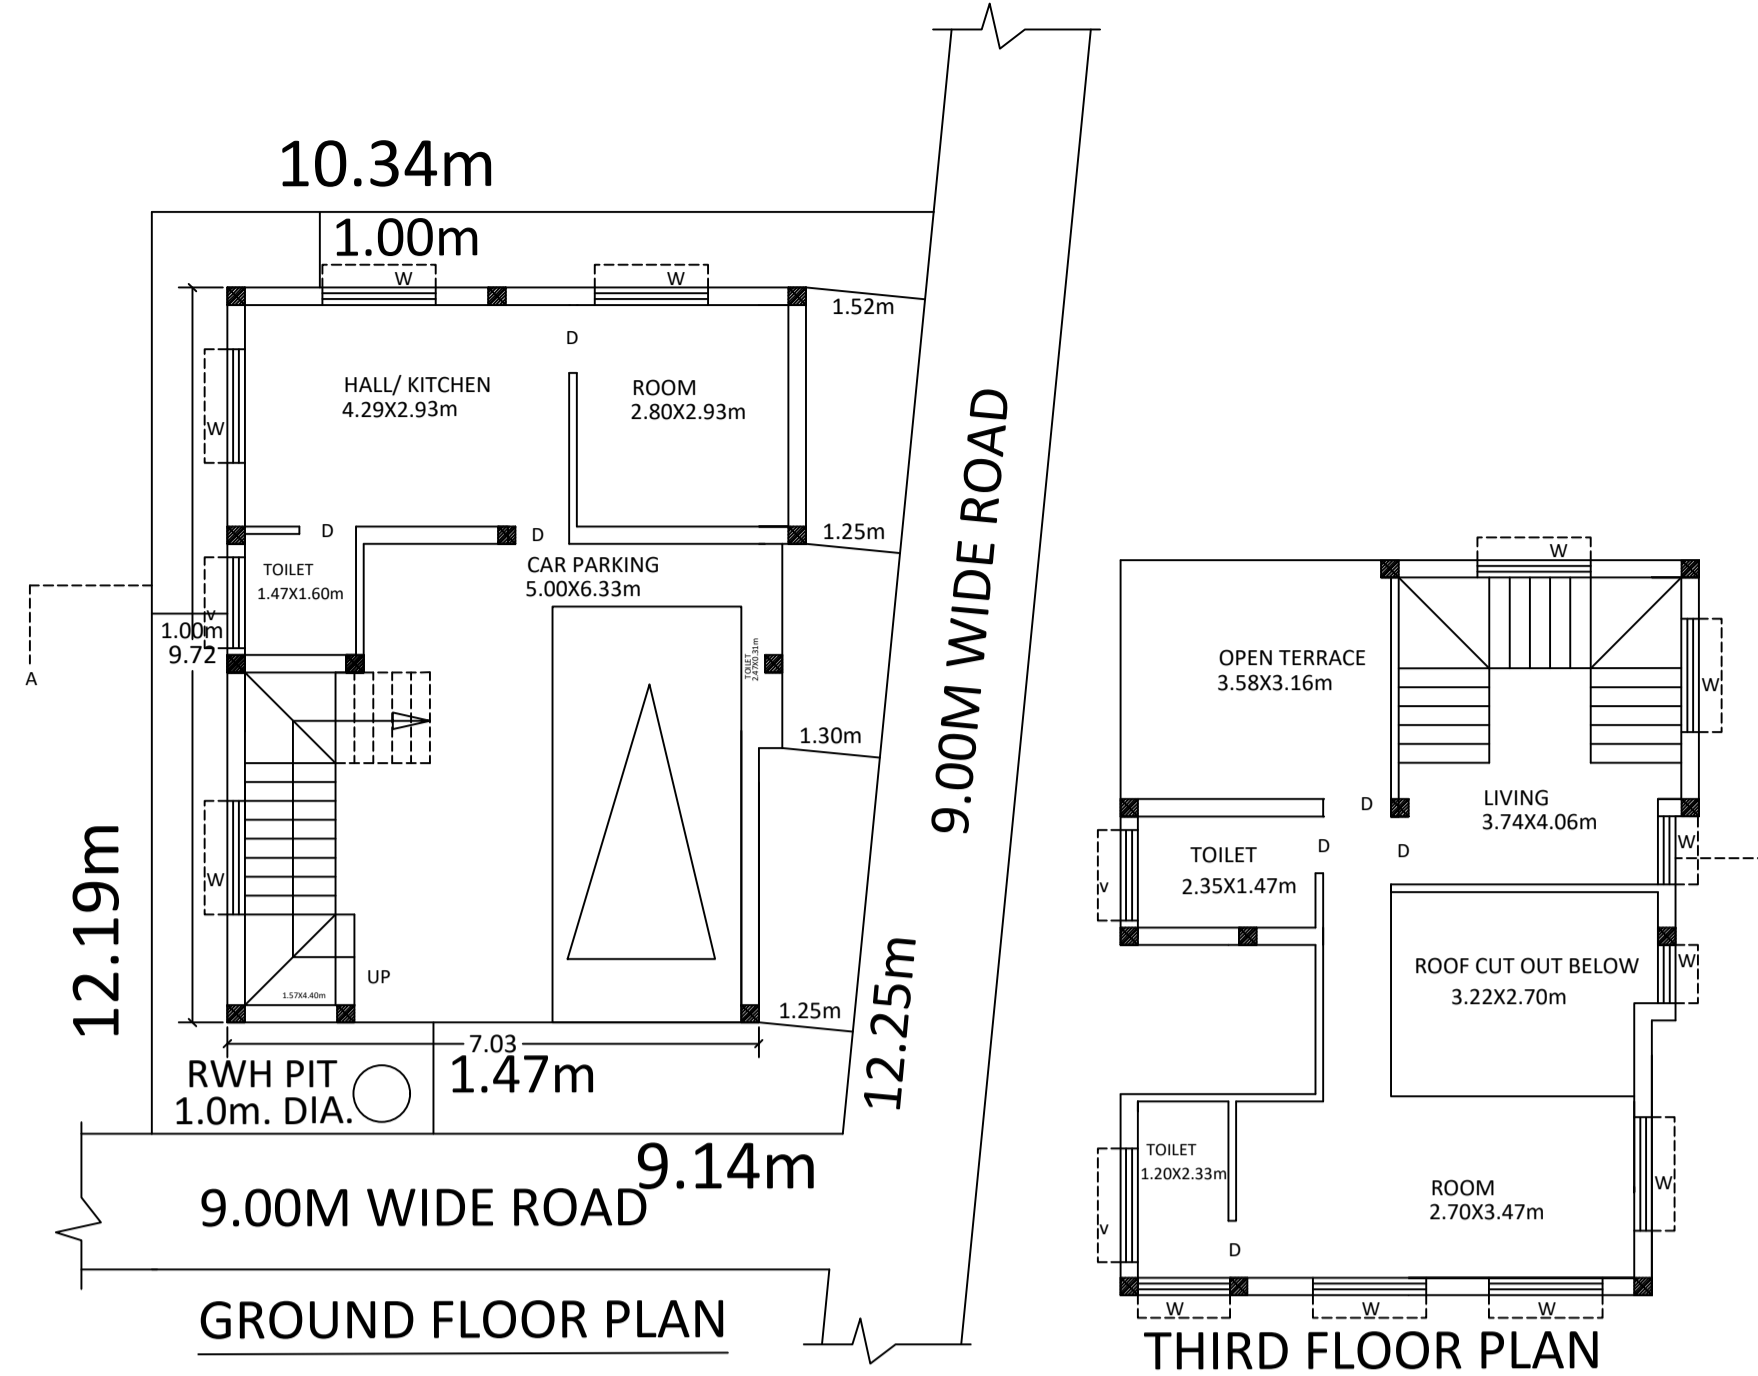 10.34m
1.00m
W
W
1.52m
D
HALL/ KITCHEN
4.29X2.93m
ROOM
2.80X2.93m
W
D
D
1.25m
CAR PARKING
5.00X6.33m
TOILET
1.47X1.60m
v
1.00m
9.72
A
TOILET
2.47X0.31m
1.30m
9.00M WIDE ROAD
12.19m
W
UP
1.57X4.40m
1.25m
12.25m
7.03
1.47m
RWH PIT
1.0m. DIA.
9.14m
9.00M WIDE ROAD
GROUND FLOOR PLAN
W
OPEN TERRACE
3.58X3.16m
W
D
LIVING
3.74X4.06m
W
D
D
TOILET
2.35X1.47m
v
ROOF CUT OUT BELOW
3.22X2.70m
W
TOILET
1.20X2.33m
ROOM
2.70X3.47m
W
v
D
W
W
W
THIRD FLOOR PLAN